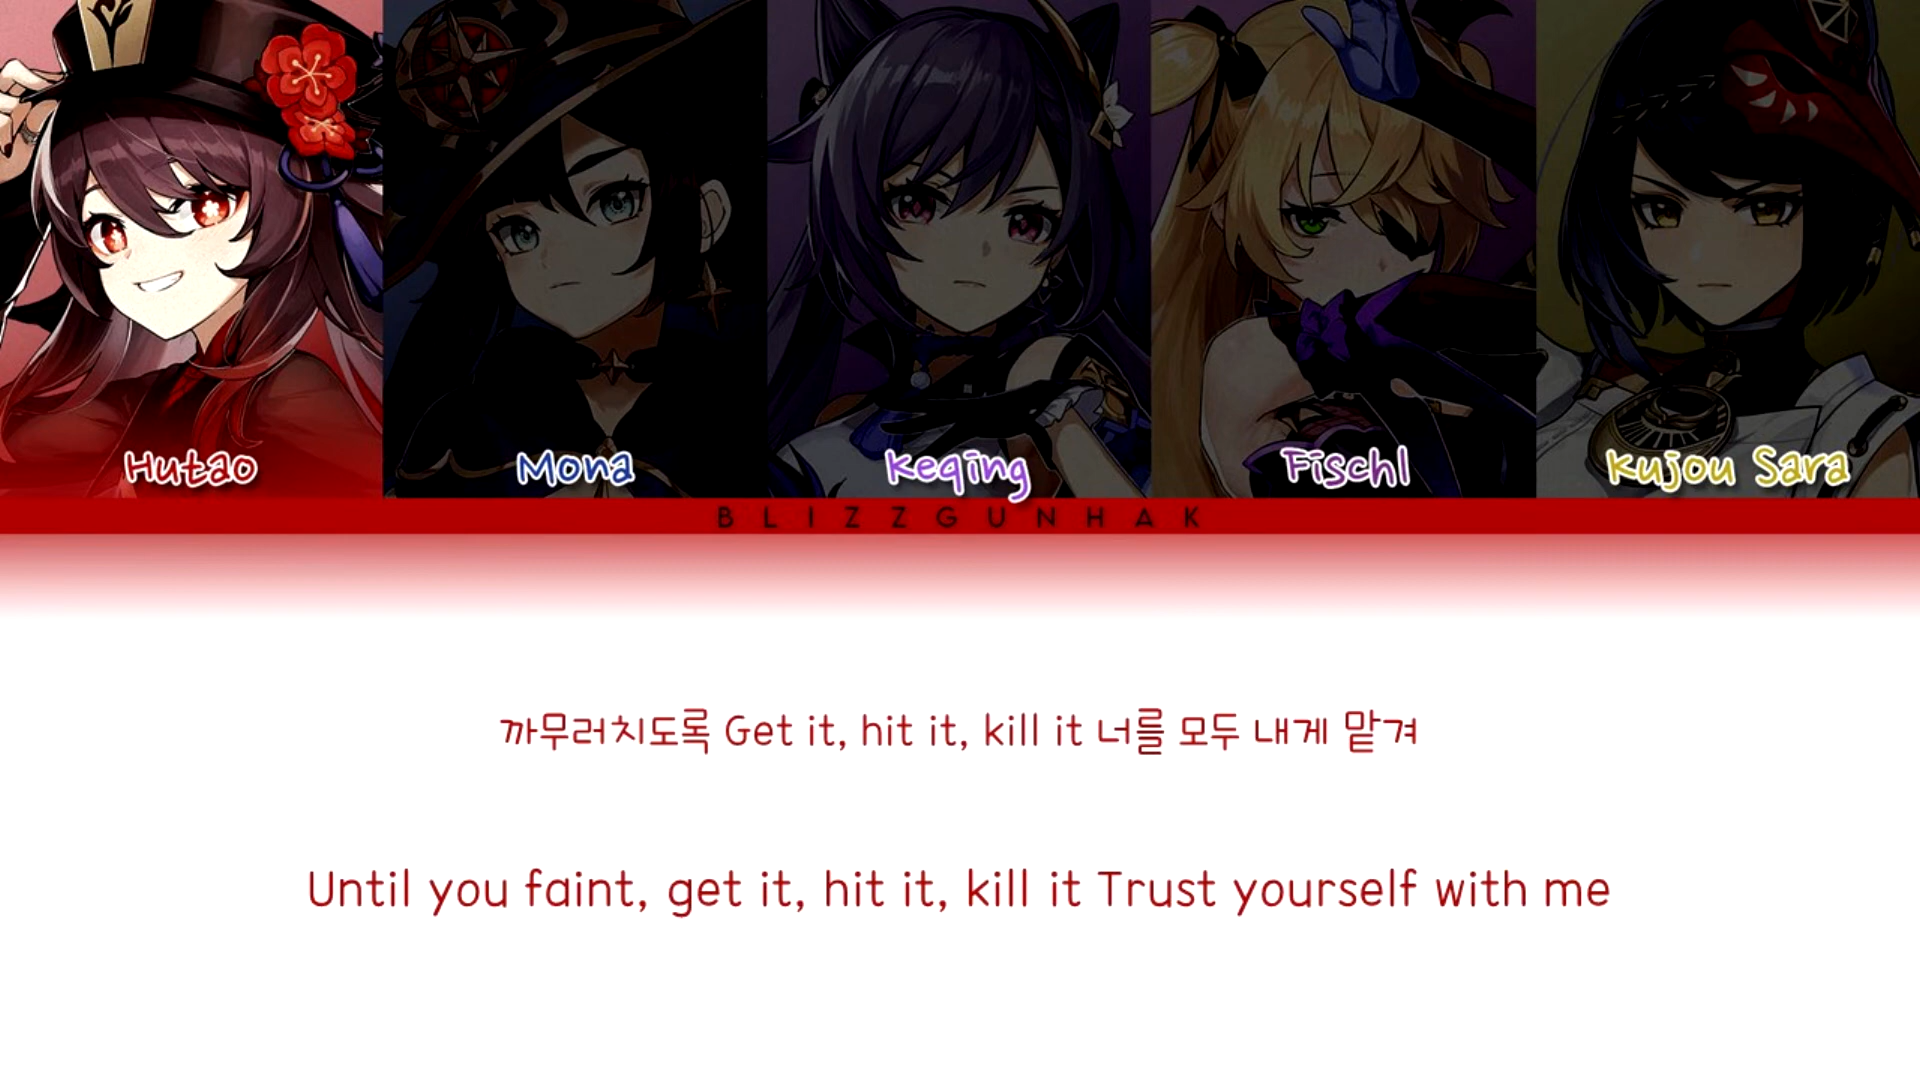 Hutao
Mona
Keqing
Fischl
Kujou Sara
BLIZZGUNHAK
까무러치도록 Get it, hit it, kill it 너를 모두 내게 맡겨
Until you faint, get it, hit it, kill it Trust yourself with me